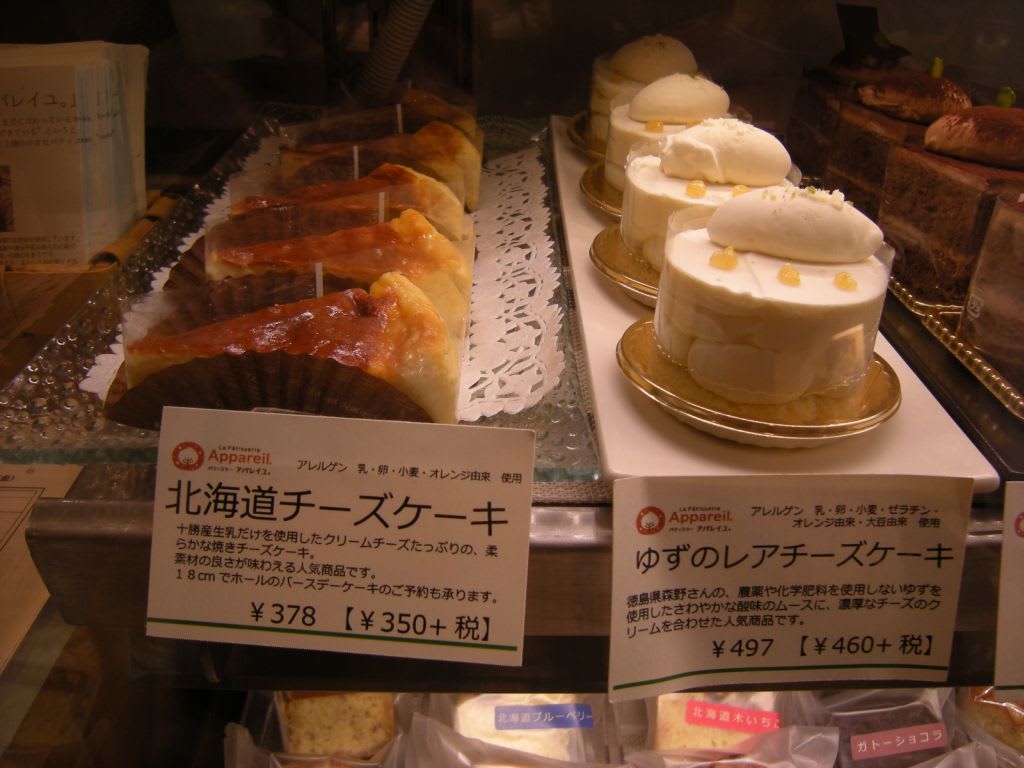 パレイユ。」
La Pâtisserie
Appareil.
パティスリー アパレイユ。
アレルゲン 乳・卵・小麦・オレンジ由来 使用
北海道チーズケーキ
十勝産生乳だけを使用したクリームチーズたっぷりの、柔
らかな焼きチーズケーキ。
素材の良さが味わえる人気商品です。
18cmでホールのバースデーケーキのご予約も承ります。
￥378 【￥350+税】
La Pâtisserie
Appareil.
パティスリー アパレイユ。
アレルゲン 乳・卵・小麦・ゼラチン・
オレンジ由来・大豆由来 使用
ゆずのレアチーズケーキ
徳島県森野さんの、農薬や化学肥料を使用しないゆずを
使用したさわやかな酸味のムースに、濃厚なチーズのク
リームを合わせた人気商品です。
￥497 【￥460+税】
北海道ブルーベリー
北海道木いちご
ガトーショコラ